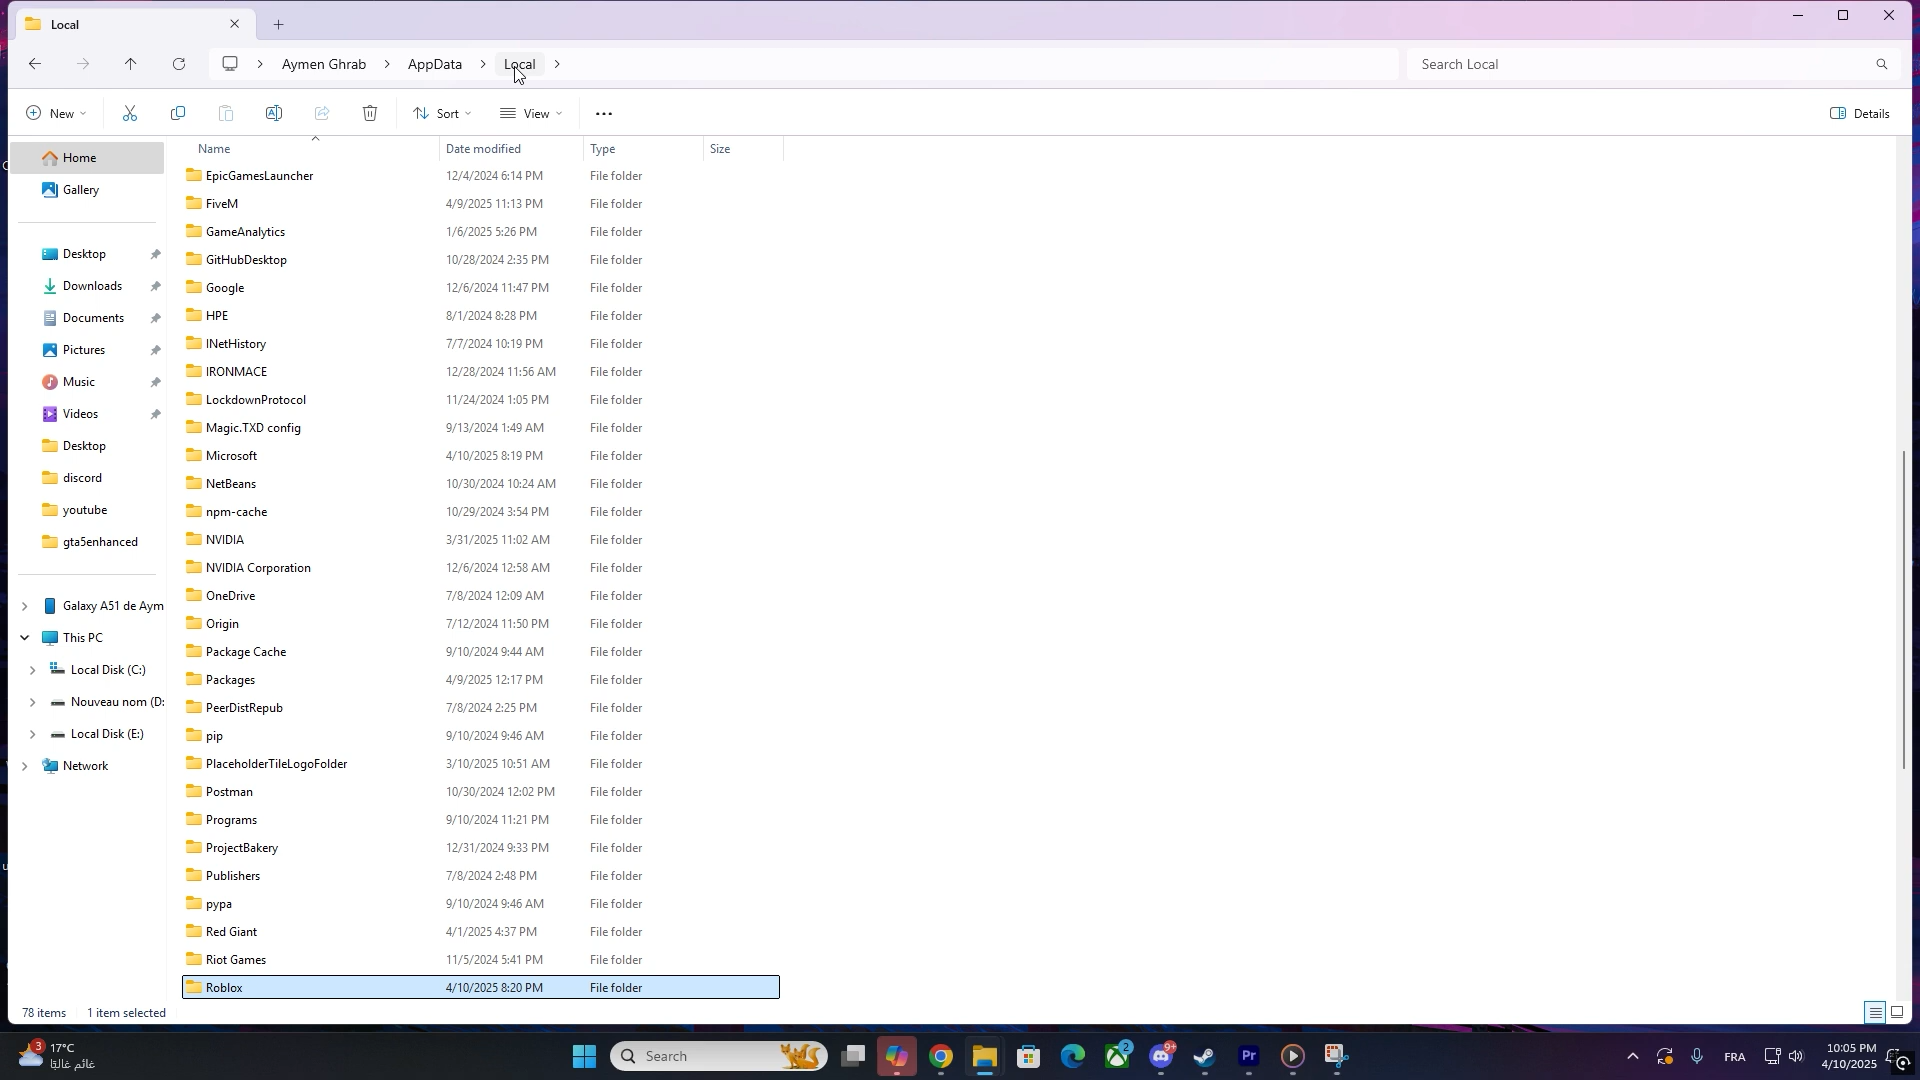 Local
Aymen Ghrab
AppData
Local
Search Local
New
Sort
View
Details
Name
Date modified
Type
Size
Home
Gallery
Desktop
Downloads
Documents
Pictures
Music
Videos
Desktop
discord
youtube
gta5enhanced
Galaxy A51 de Aym
This PC
Local Disk (C:)
Nouveau nom (D:
Local Disk (E:)
Network
EpicGamesLauncher 12/4/2024 6:14 PM File folder
FiveM 4/9/2025 11:13 PM File folder
GameAnalytics 1/6/2025 5:26 PM File folder
GitHubDesktop 10/28/2024 2:35 PM File folder
Google 12/6/2024 11:47 PM File folder
HPE 8/1/2024 8:28 PM File folder
INetHistory 7/7/2024 10:19 PM File folder
IRONMACE 12/28/2024 11:56 AM File folder
LockdownProtocol 11/24/2024 1:05 PM File folder
Magic.TXD config 9/13/2024 1:49 AM File folder
Microsoft 4/10/2025 8:19 PM File folder
NetBeans 10/30/2024 10:24 AM File folder
npm-cache 10/29/2024 3:54 PM File folder
NVIDIA 3/31/2025 11:02 AM File folder
NVIDIA Corporation 12/6/2024 12:58 AM File folder
OneDrive 7/8/2024 12:09 AM File folder
Origin 7/12/2024 11:50 PM File folder
Package Cache 9/10/2024 9:44 AM File folder
Packages 4/9/2025 12:17 PM File folder
PeerDistRepub 7/8/2024 2:25 PM File folder
pip 9/10/2024 9:46 AM File folder
PlaceholderTileLogoFolder 3/10/2025 10:51 AM File folder
Postman 10/30/2024 12:02 PM File folder
Programs 9/10/2024 11:21 PM File folder
ProjectBakery 12/31/2024 9:33 PM File folder
Publishers 7/8/2024 2:48 PM File folder
pypa 9/10/2024 9:46 AM File folder
Red Giant 4/1/2025 4:37 PM File folder
Riot Games 11/5/2024 5:41 PM File folder
Roblox 4/10/2025 8:20 PM File folder
78 items 1 item selected
3
17°C
غائم غالبًا
Search
2
9+
Pr
FRA
10:05 PM
4/10/2025